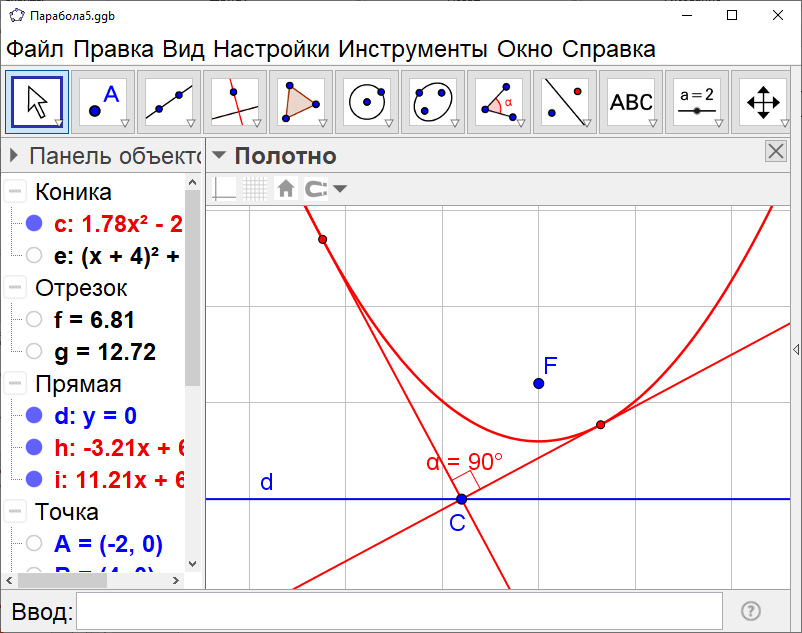 Парабола5.ggb
Файл Правка Вид Настройки Инструменты Окно Справка
A
α
ABC
a = 2
Панель объекто
Полотно
Коника
c: 1.78x² - 2
e: (x + 4)² +
Отрезок
f = 6.81
g = 12.72
Прямая
d: y = 0
h: -3.21x + 6
i: 11.21x + 6
Точка
A = (-2, 0)
F
α = 90°
d
C
Ввод:
?